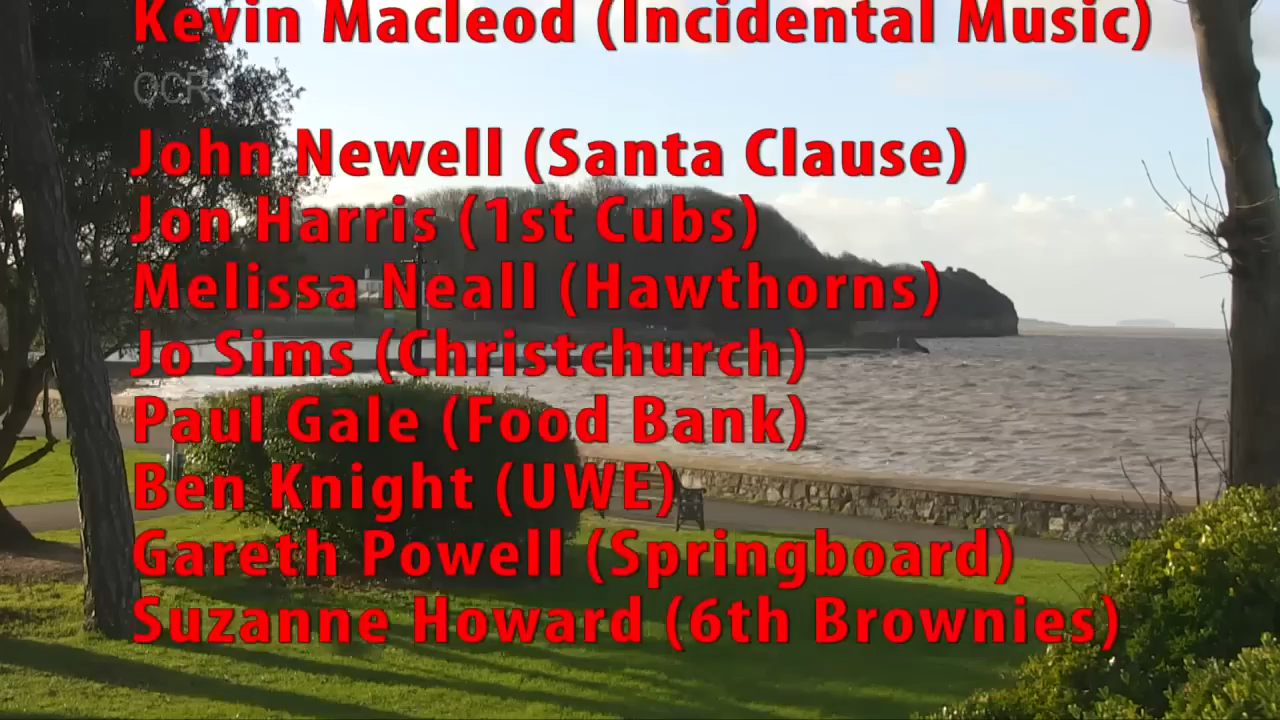 Kevin Macleod (Incidental Music)
OCR
John Newell (Santa Clause)
Jon Harris (1st Cubs)
Melissa Neall (Hawthorns)
Jo Sims (Christchurch)
Paul Gale (Food Bank)
Ben Knight (UWE)
Gareth Powell (Springboard)
Suzanne Howard (6th Brownies)